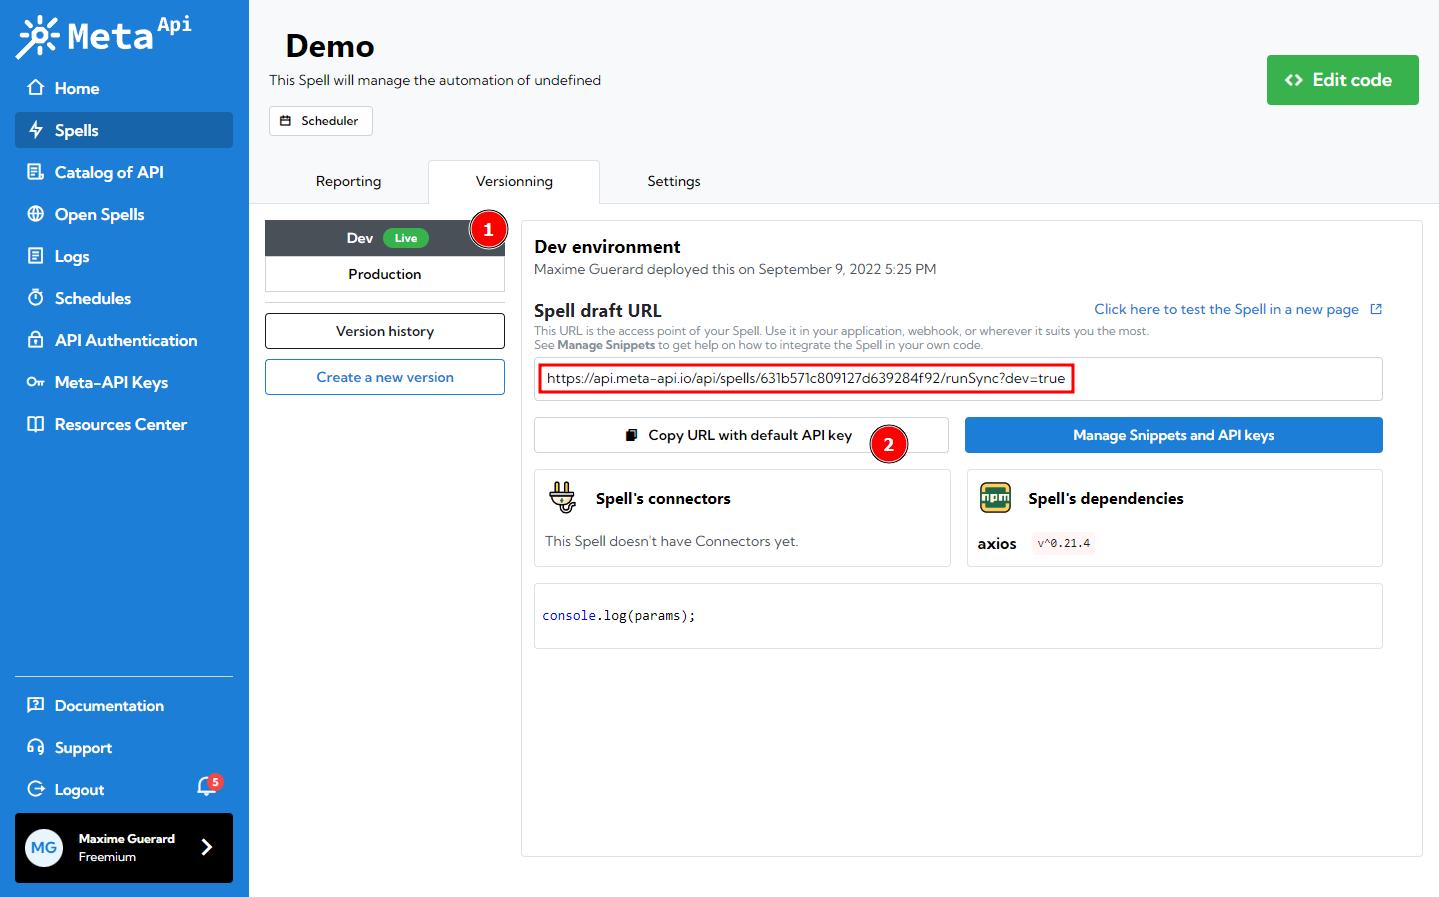 Meta Api
Home
Spells
Catalog of API
Open Spells
Logs
Schedules
API Authentication
Meta-API Keys
Resources Center
Documentation
Support
Logout
5
MG
Maxime Guerard
Freemium
Demo
This Spell will manage the automation of undefined
Scheduler
Edit code
Reporting
Versionning
Settings
Dev Live
1
Production
Version history
Create a new version
Dev environment
Maxime Guerard deployed this on September 9, 2022 5:25 PM
Spell draft URL
Click here to test the Spell in a new page
This URL is the access point of your Spell. Use it in your application, webhook, or wherever it suits you the most.
See Manage Snippets to get help on how to integrate the Spell in your own code.
https://api.meta-api.io/api/spells/631b571c809127d639284f92/runSync?dev=true
Copy URL with default API key
2
Manage Snippets and API keys
Spell's connectors
This Spell doesn't have Connectors yet.
npm
Spell's dependencies
axios v^0.21.4
console.log(params);